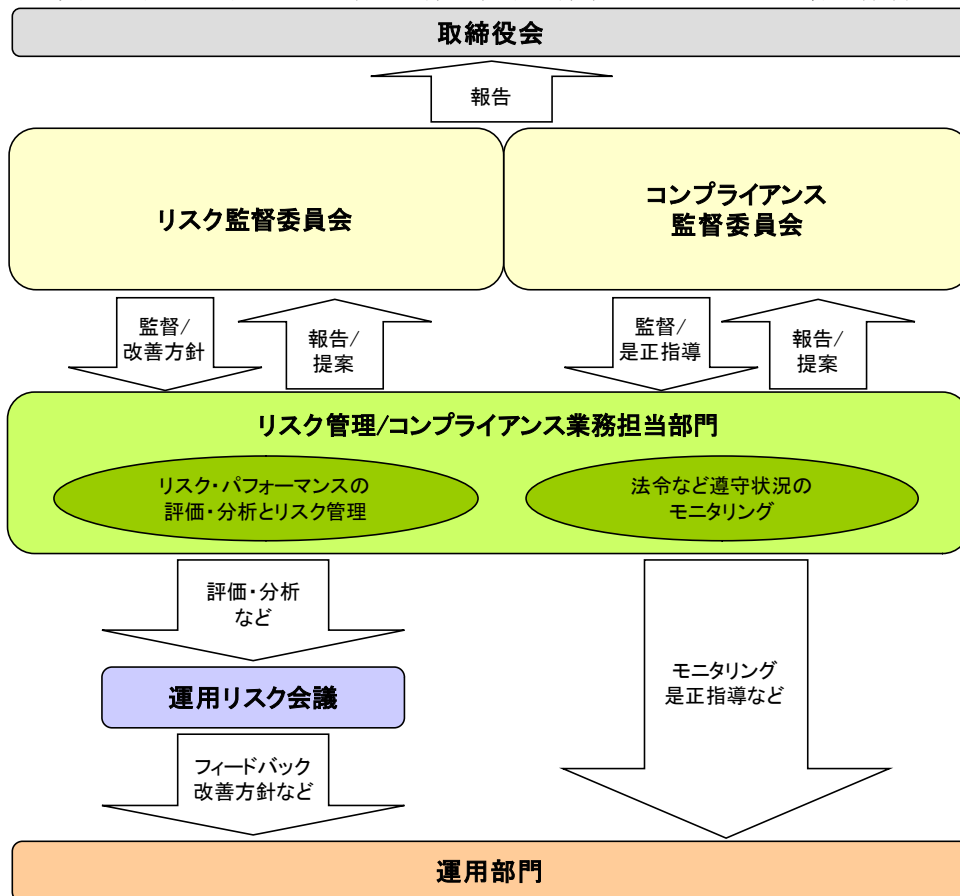 取締役会
報告
リスク監督委員会
コンプライアンス
監督委員会
監督/
改善方針
報告/
提案
監督/
是正指導
報告/
提案
リスク管理/コンプライアンス業務担当部門
リスク・パフォーマンスの
評価・分析とリスク管理
法令など遵守状況の
モニタリング
評価・分析
など
運用リスク会議
モニタリング
是正指導など
フィードバック
改善方針など
運用部門